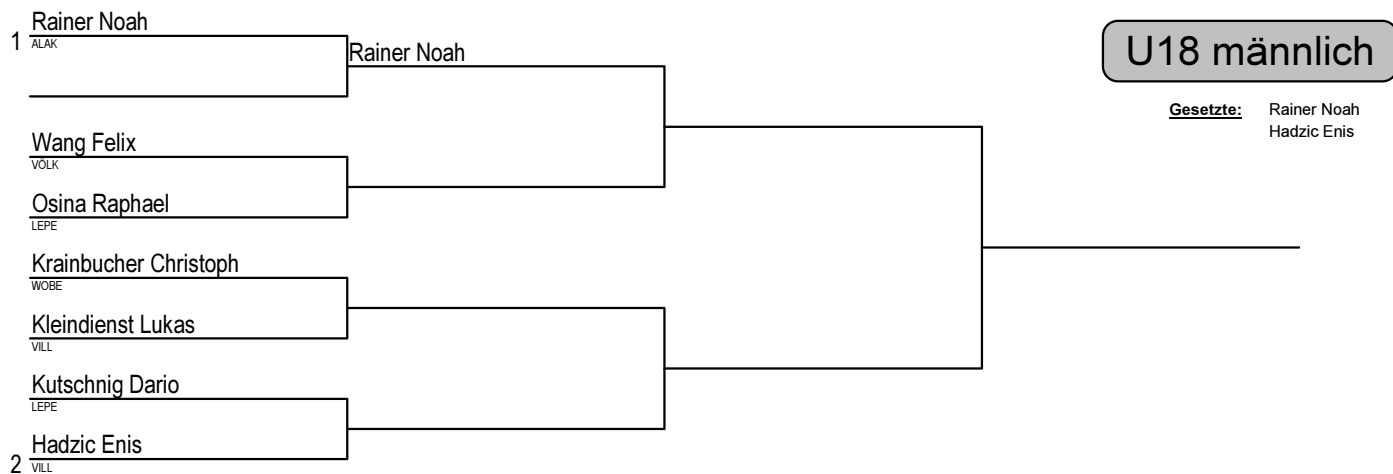 Rainer Noah
1 ALAK
Rainer Noah
U18 männlich
Gesetzte: Rainer Noah
Hadzic Enis
Wang Felix
VÖLK
Osina Raphael
LEPE
Krainbucher Christoph
WOBE
Kleindienst Lukas
VILL
Kutschnig Dario
LEPE
Hadzic Enis
2 VILL